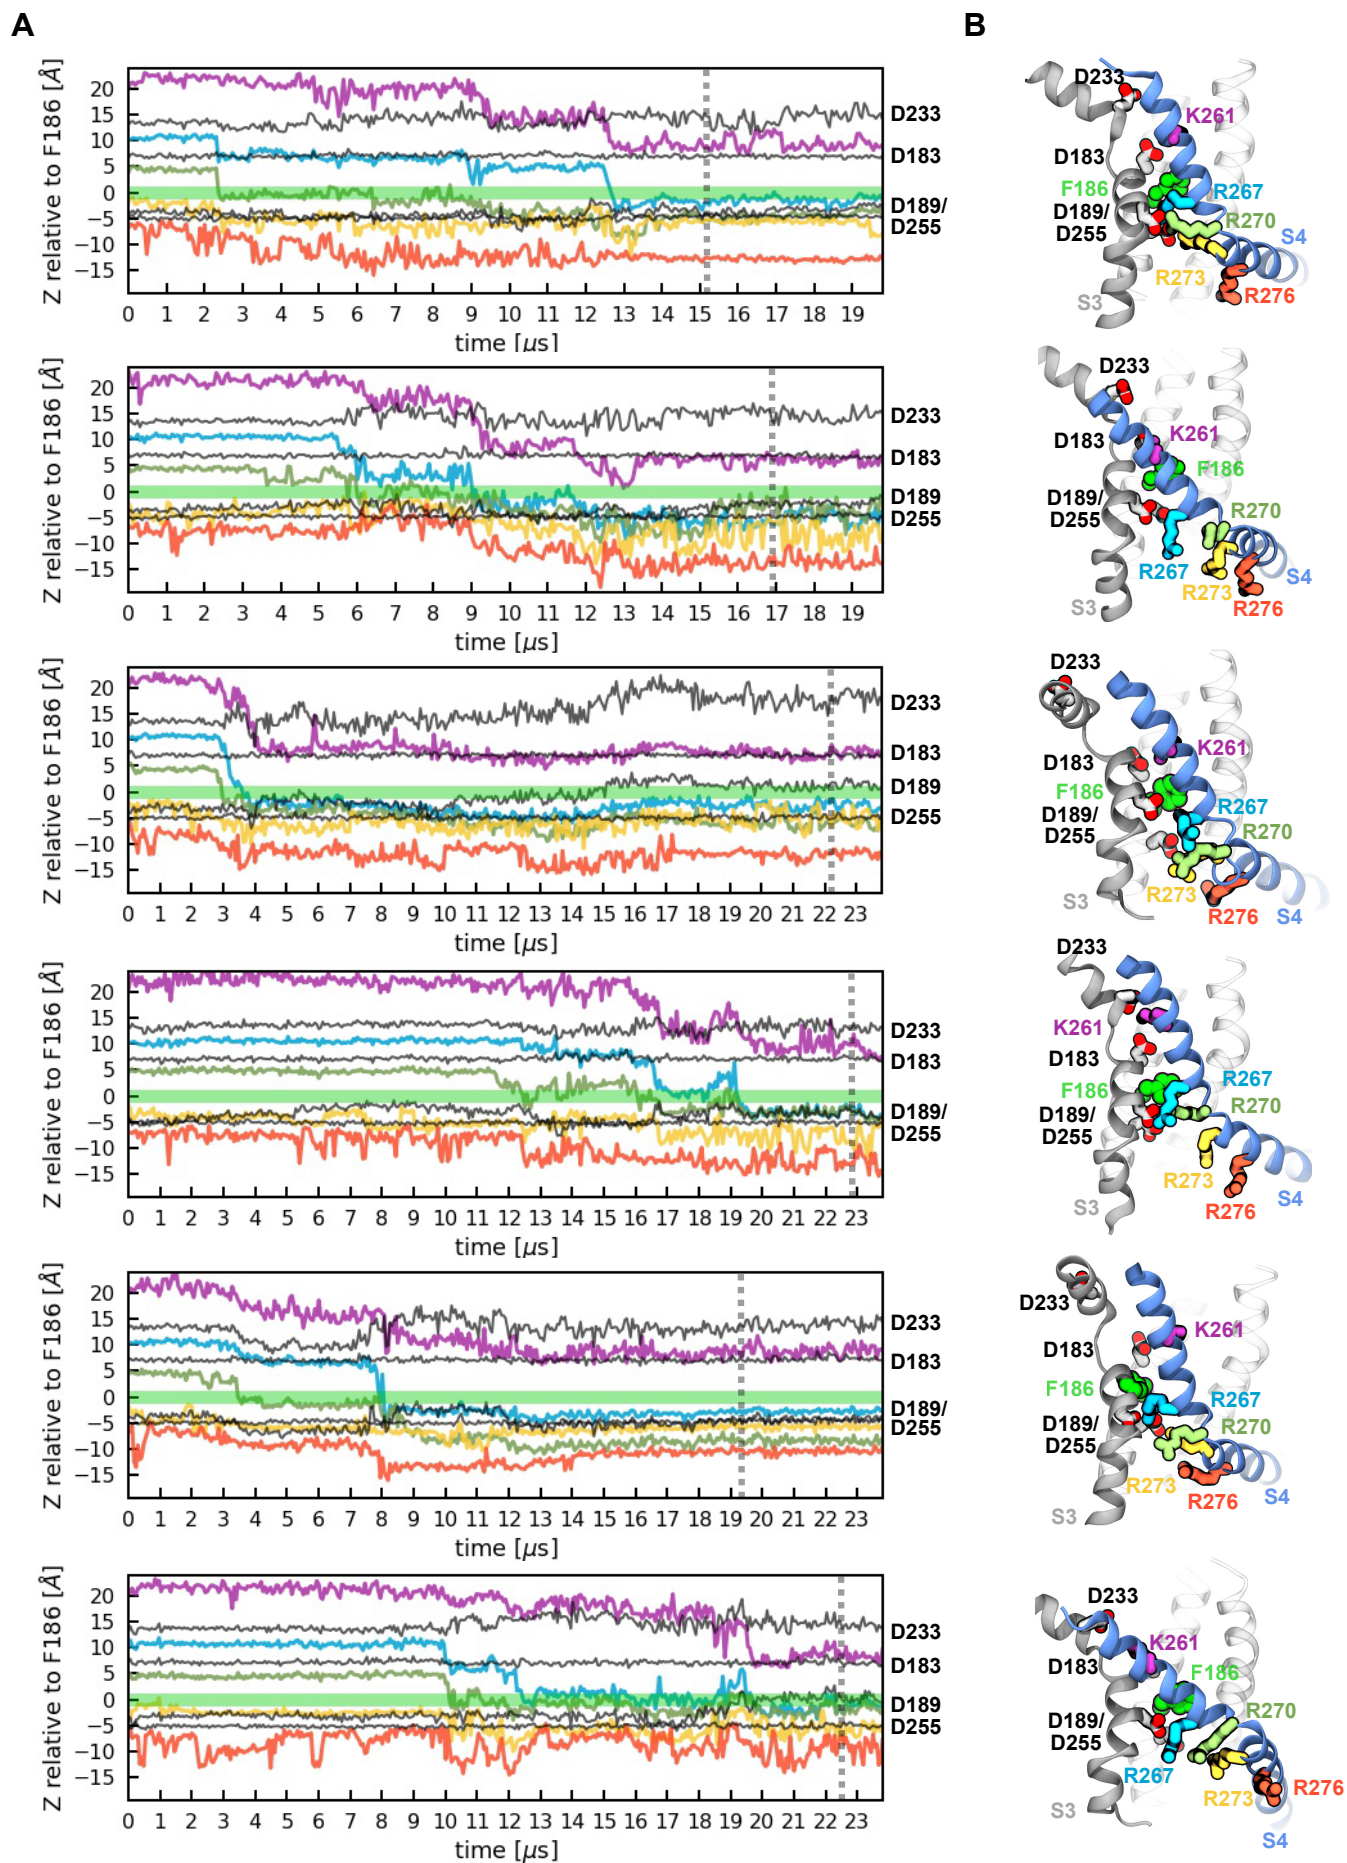 A
B
Z relative to F186 [Å]
20
15
10
5
0
−5
−10
−15
0 1 2 3 4 5 6 7 8 9 10 11 12 13 14 15 16 17 18 19
time [μs]
D233
D183
D189/
D255
D233
K261
D183
F186
R267
D189/
D255
R270
S4
R273
R276
S3
Z relative to F186 [Å]
20
15
10
5
0
−5
−10
−15
0 1 2 3 4 5 6 7 8 9 10 11 12 13 14 15 16 17 18 19
time [μs]
D233
D183
D189
D255
D233
D183
K261
F186
D189/
D255
R270
R267
S4
R273
R276
S3
Z relative to F186 [Å]
20
15
10
5
0
−5
−10
−15
0 1 2 3 4 5 6 7 8 9 10 11 12 13 14 15 16 17 18 19 20 21 22 23
time [μs]
D233
D183
D189
D255
D233
K261
D183
F186
R267
D189/
D255
R270
R273
S3
R276
S4
Z relative to F186 [Å]
20
15
10
5
0
−5
−10
−15
0 1 2 3 4 5 6 7 8 9 10 11 12 13 14 15 16 17 18 19 20 21 22 23
time [μs]
D233
D183
D189/
D255
D233
K261
D183
R267
F186
R270
D189/
D255
R273
S4
S3
R276
Z relative to F186 [Å]
20
15
10
5
0
−5
−10
−15
0 1 2 3 4 5 6 7 8 9 10 11 12 13 14 15 16 17 18 19 20 21 22 23
time [μs]
D233
D183
D189/
D255
D233
K261
D183
F186
R267
D189/
D255
R270
R273
R276
S4
S3
Z relative to F186 [Å]
20
15
10
5
0
−5
−10
−15
0 1 2 3 4 5 6 7 8 9 10 11 12 13 14 15 16 17 18 19 20 21 22 23
time [μs]
D233
D183
D189
D255
D233
K261
D183
F186
R270
D189/
D255
R267
R273
R276
S3
S4